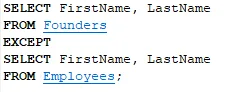 SELECT FirstName, LastName
FROM Founders
EXCEPT
SELECT FirstName, LastName
FROM Employees;